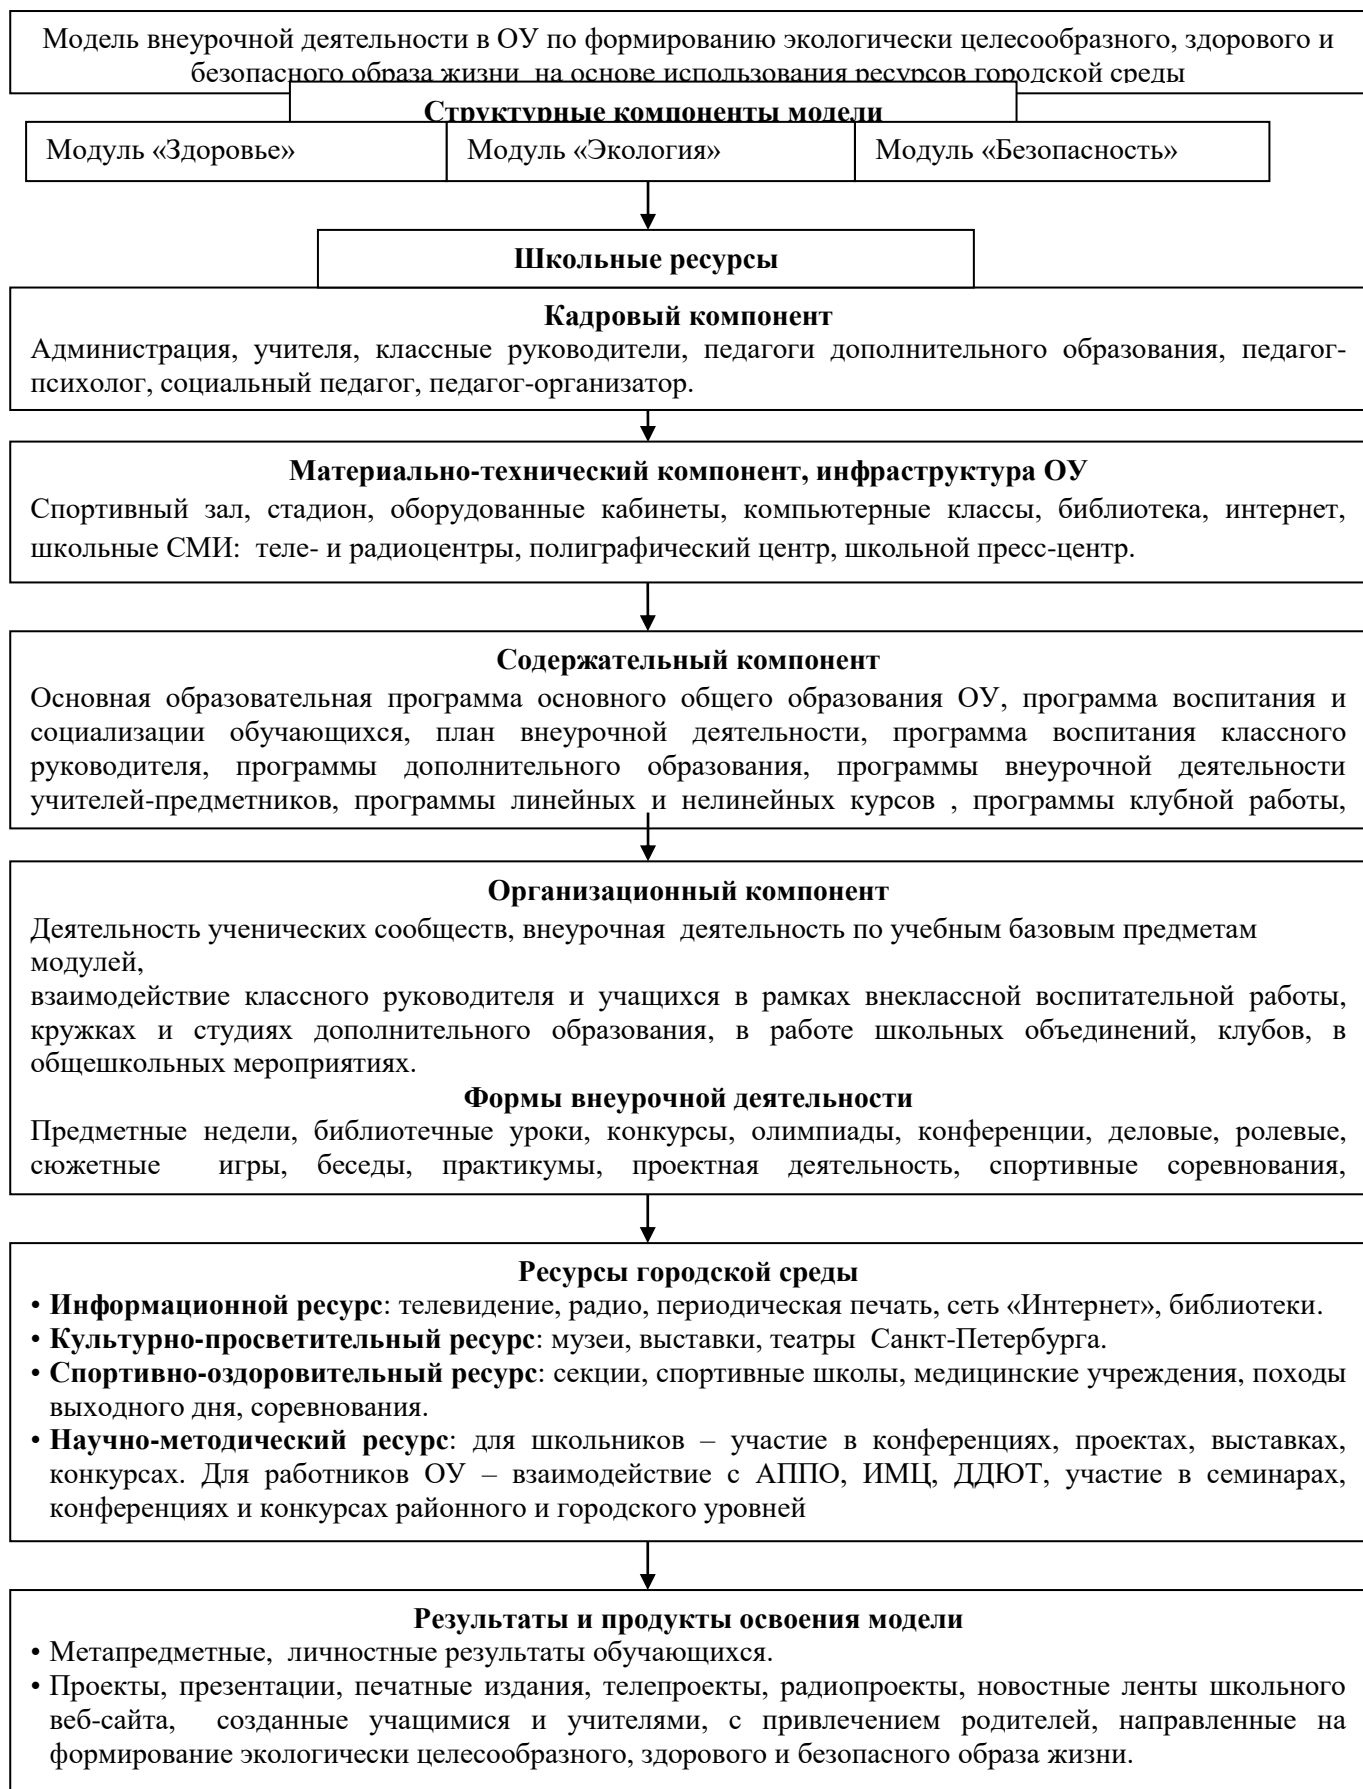 Модель внеурочной деятельности в ОУ по формированию экологически целесообразного, здорового и
безопасного образа жизни на основе использования ресурсов городской среды
Структурные компоненты модели
Модуль «Здоровье»
Модуль «Экология»
Модуль «Безопасность»
Школьные ресурсы
Кадровый компонент
Администрация, учителя, классные руководители, педагоги дополнительного образования, педагог-
психолог, социальный педагог, педагог-организатор.
Материально-технический компонент, инфраструктура ОУ
Спортивный зал, стадион, оборудованные кабинеты, компьютерные классы, библиотека, интернет,
школьные СМИ: теле- и радиоцентры, полиграфический центр, школьной пресс-центр.
Содержательный компонент
Основная образовательная программа основного общего образования ОУ, программа воспитания и
социализации обучающихся, план внеурочной деятельности, программа воспитания классного
руководителя, программы дополнительного образования, программы внеурочной деятельности
учителей-предметников, программы линейных и нелинейных курсов , программы клубной работы,
Организационный компонент
Деятельность ученических сообществ, внеурочная деятельность по учебным базовым предметам
модулей,
взаимодействие классного руководителя и учащихся в рамках внеклассной воспитательной работы,
кружках и студиях дополнительного образования, в работе школьных объединений, клубов, в
общешкольных мероприятиях.
Формы внеурочной деятельности
Предметные недели, библиотечные уроки, конкурсы, олимпиады, конференции, деловые, ролевые,
сюжетные игры, беседы, практикумы, проектная деятельность, спортивные соревнования,
Ресурсы городской среды
• Информационной ресурс: телевидение, радио, периодическая печать, сеть «Интернет», библиотеки.
• Культурно-просветительный ресурс: музеи, выставки, театры Санкт-Петербурга.
• Спортивно-оздоровительный ресурс: секции, спортивные школы, медицинские учреждения, походы
выходного дня, соревнования.
• Научно-методический ресурс: для школьников – участие в конференциях, проектах, выставках,
конкурсах. Для работников ОУ – взаимодействие с АППО, ИМЦ, ДДЮТ, участие в семинарах,
конференциях и конкурсах районного и городского уровней
Результаты и продукты освоения модели
• Метапредметные, личностные результаты обучающихся.
• Проекты, презентации, печатные издания, телепроекты, радиопроекты, новостные ленты школьного
веб-сайта, созданные учащимися и учителями, с привлечением родителей, направленные на
формирование экологически целесообразного, здорового и безопасного образа жизни.